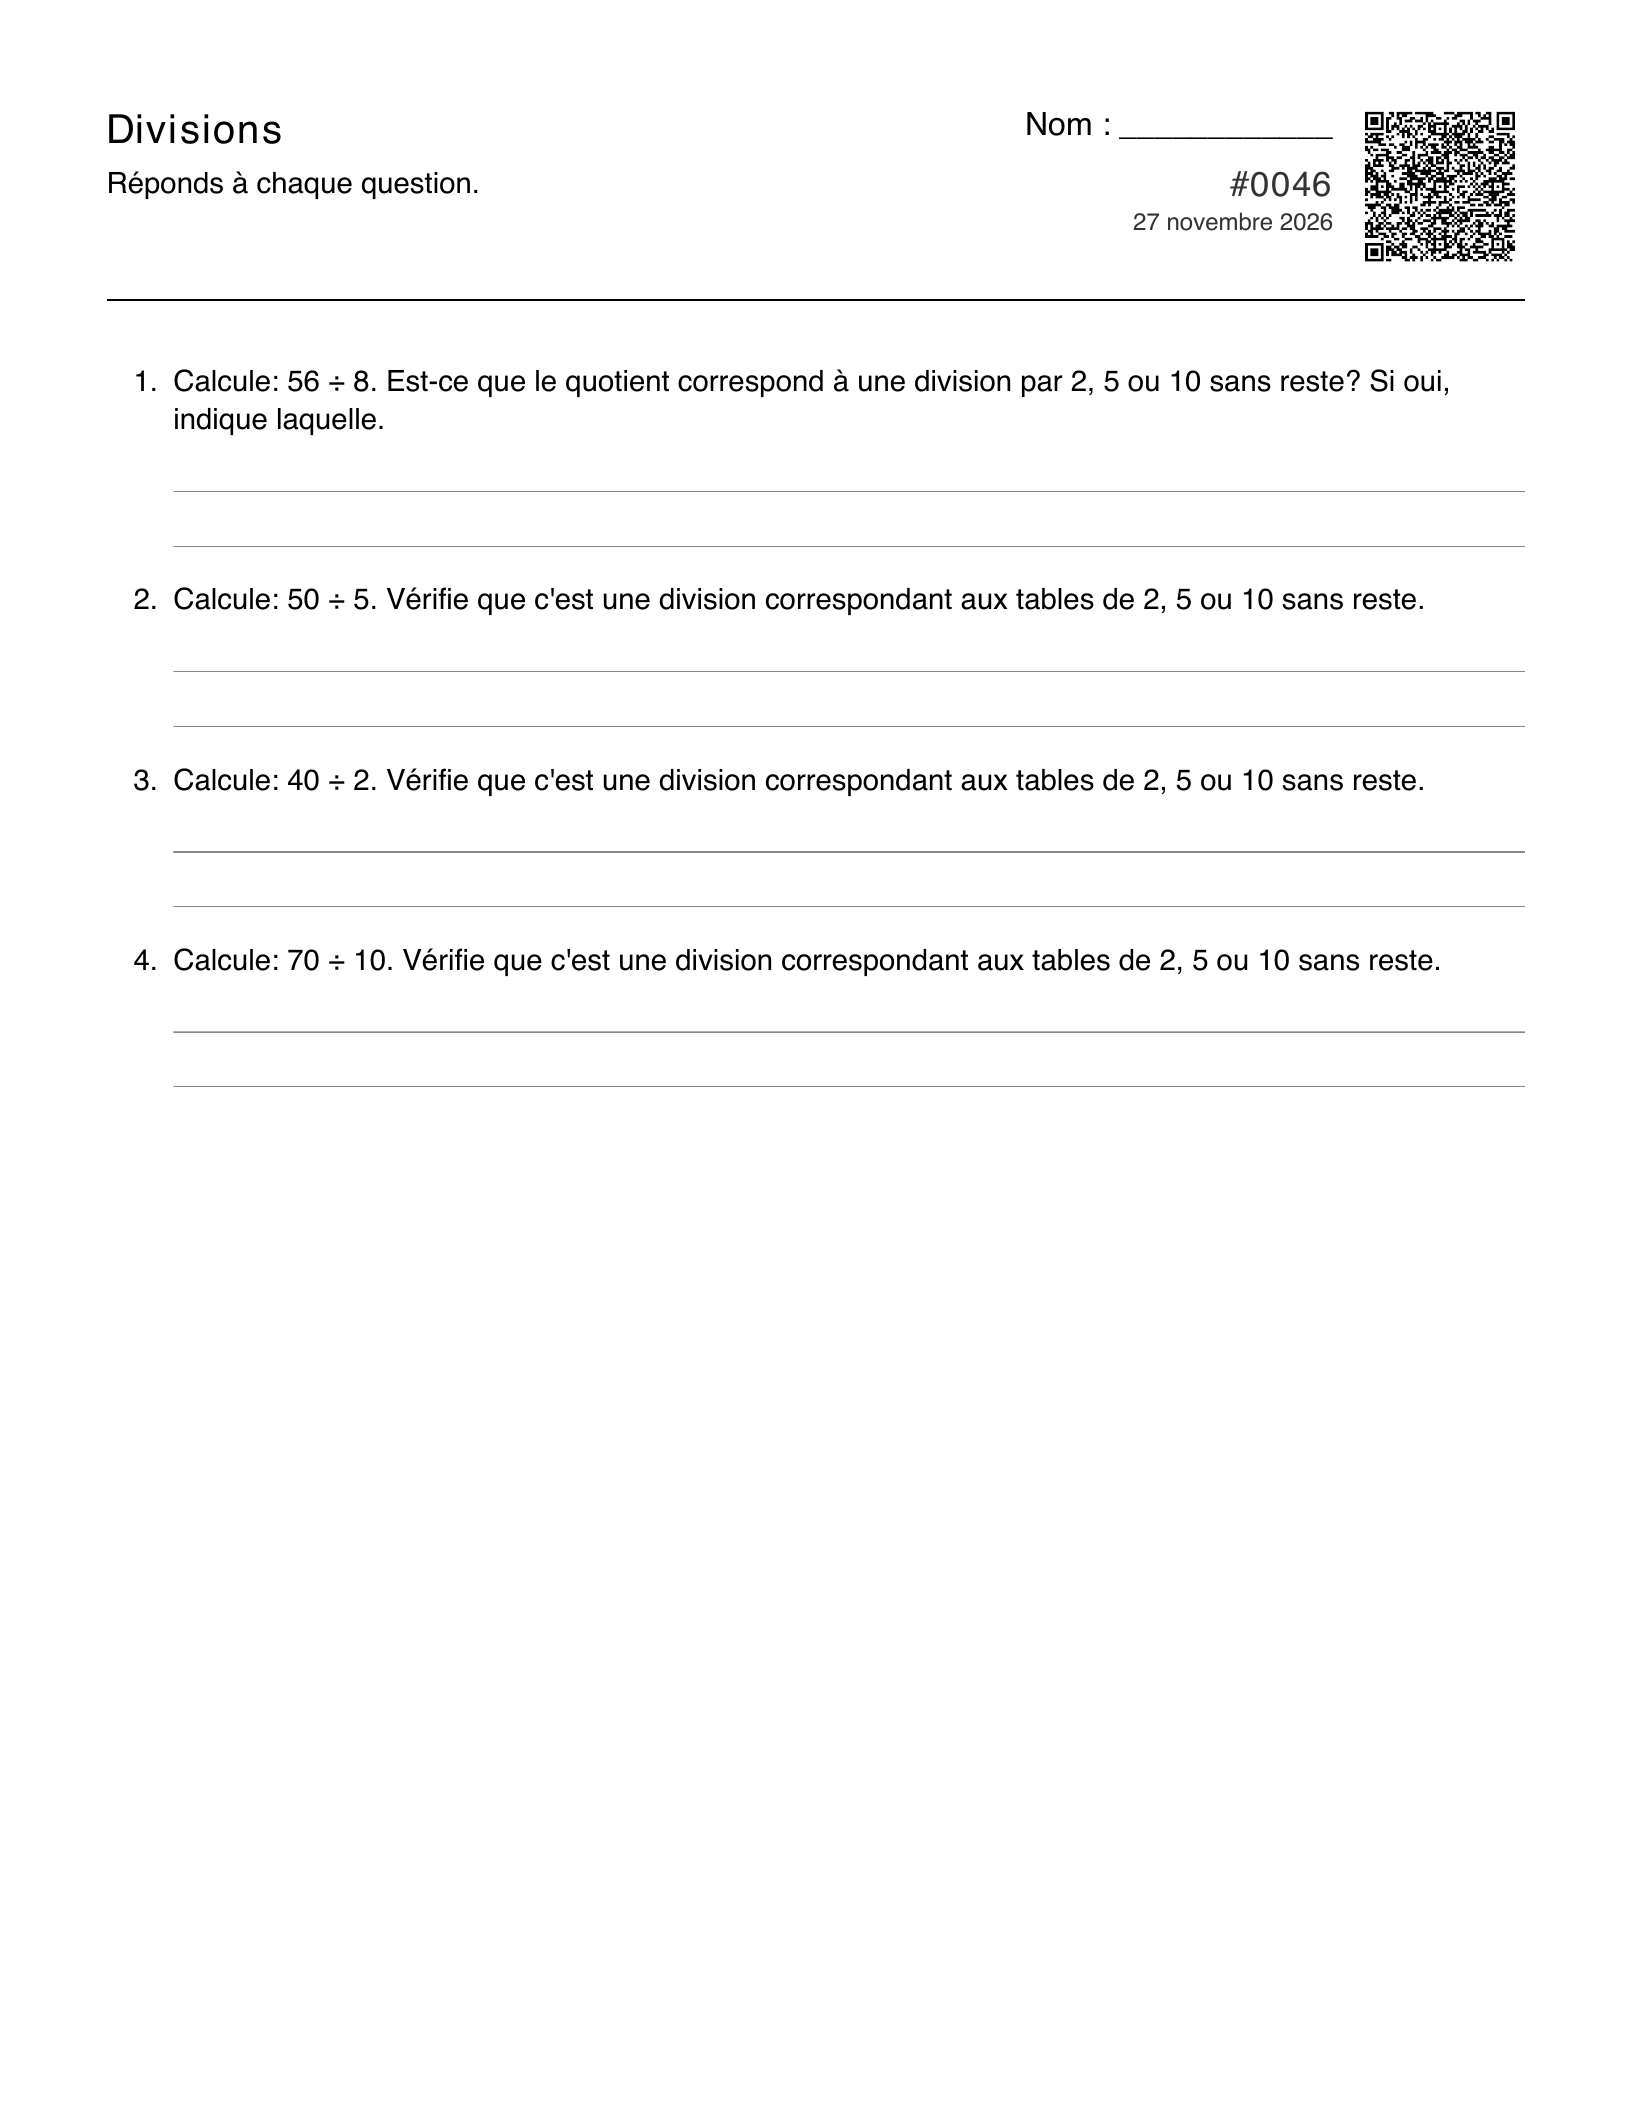 Divisions
Réponds à chaque question.
Nom : ____________
#0046
27 novembre 2026
1. Calcule: 56 ÷ 8. Est-ce que le quotient correspond à une division par 2, 5 ou 10 sans reste? Si oui,
indique laquelle.
2. Calcule: 50 ÷ 5. Vérifie que c'est une division correspondant aux tables de 2, 5 ou 10 sans reste.
3. Calcule: 40 ÷ 2. Vérifie que c'est une division correspondant aux tables de 2, 5 ou 10 sans reste.
4. Calcule: 70 ÷ 10. Vérifie que c'est une division correspondant aux tables de 2, 5 ou 10 sans reste.